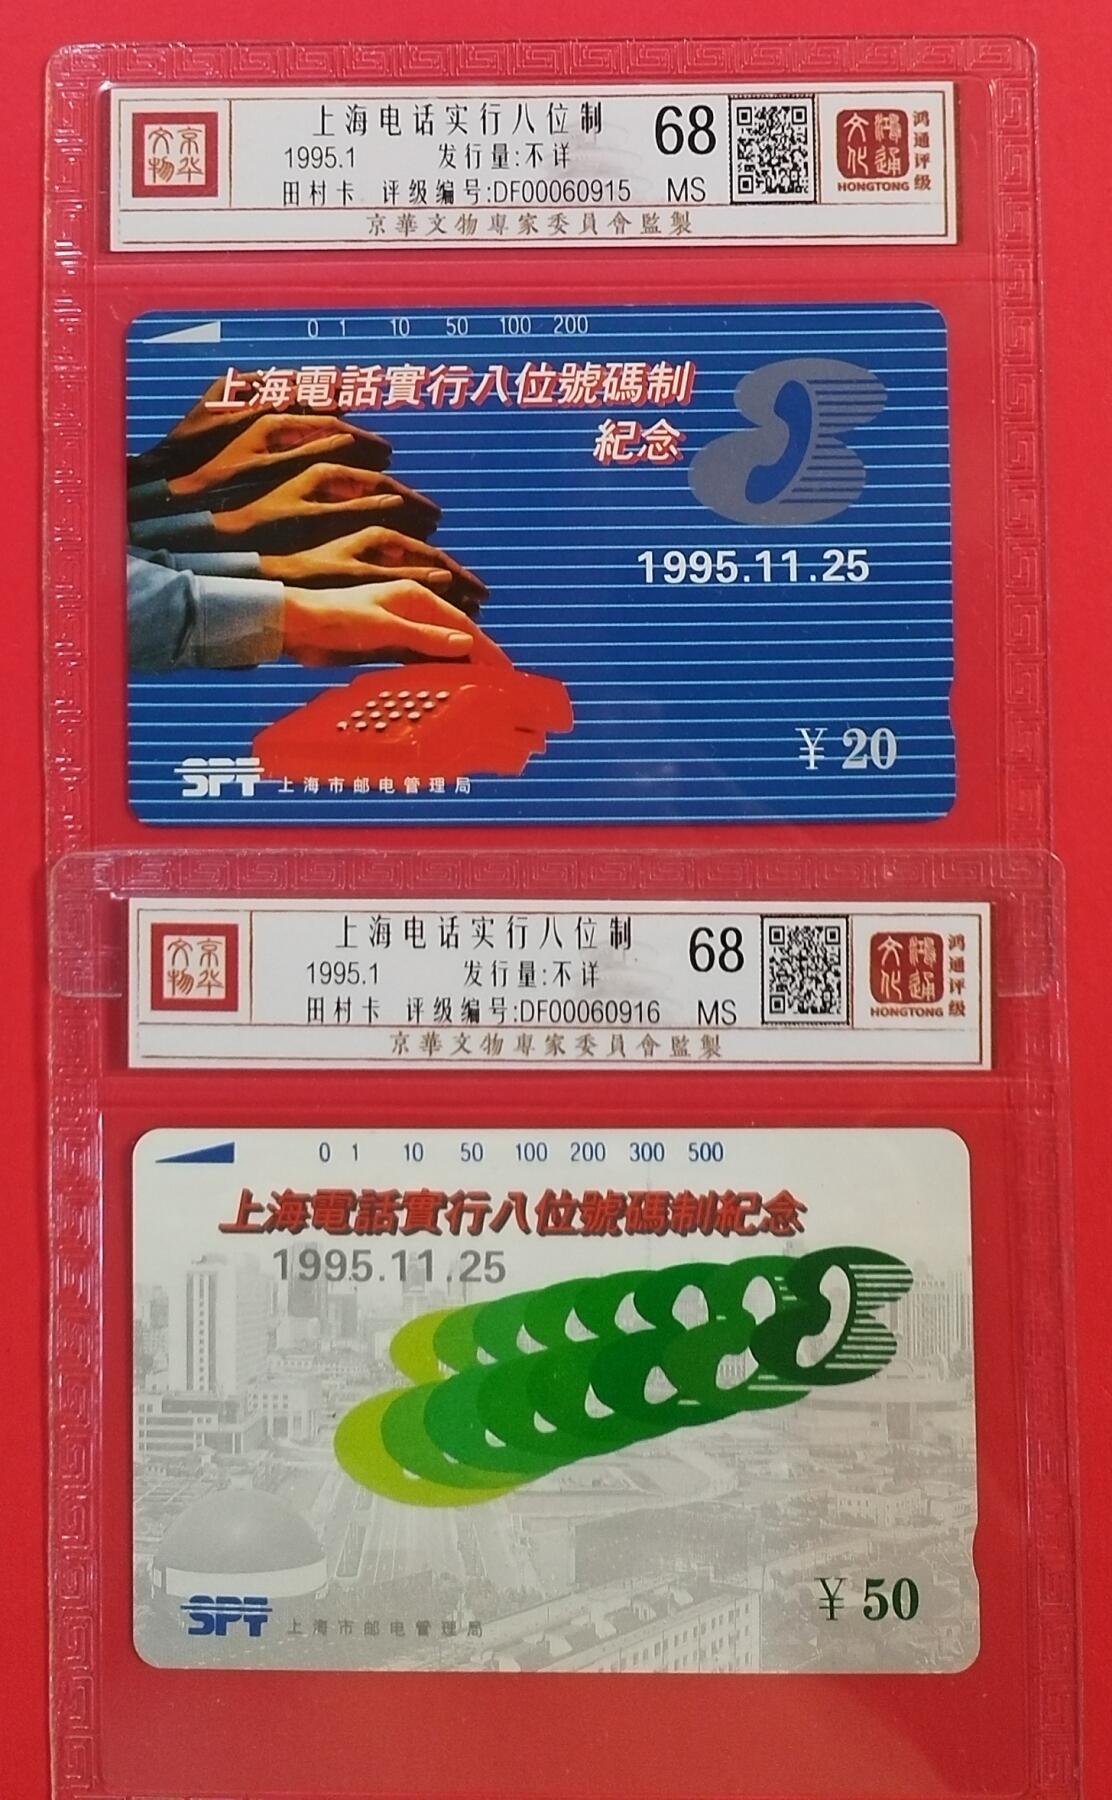 京华文物
上海电话实行八位制
1995.1 发行量:不详
田村卡 评级编号:DF00060915
68
MS
鸿通文化
HONGTONG
鸿通评级
京華文物專家委員會監製
0 1 10 50 100 200
上海電話實行八位號碼制
紀念
1995.11.25
¥20
SPT 上海市邮电管理局
京华文物
上海电话实行八位制
1995.1 发行量:不详
田村卡 评级编号:DF00060916
68
MS
鸿通文化
HONGTONG
鸿通评级
京華文物專家委員會監製
0 1 10 50 100 200 300 500
上海電話實行八位號碼制紀念
1995.11.25
¥50
SPT 上海市邮电管理局